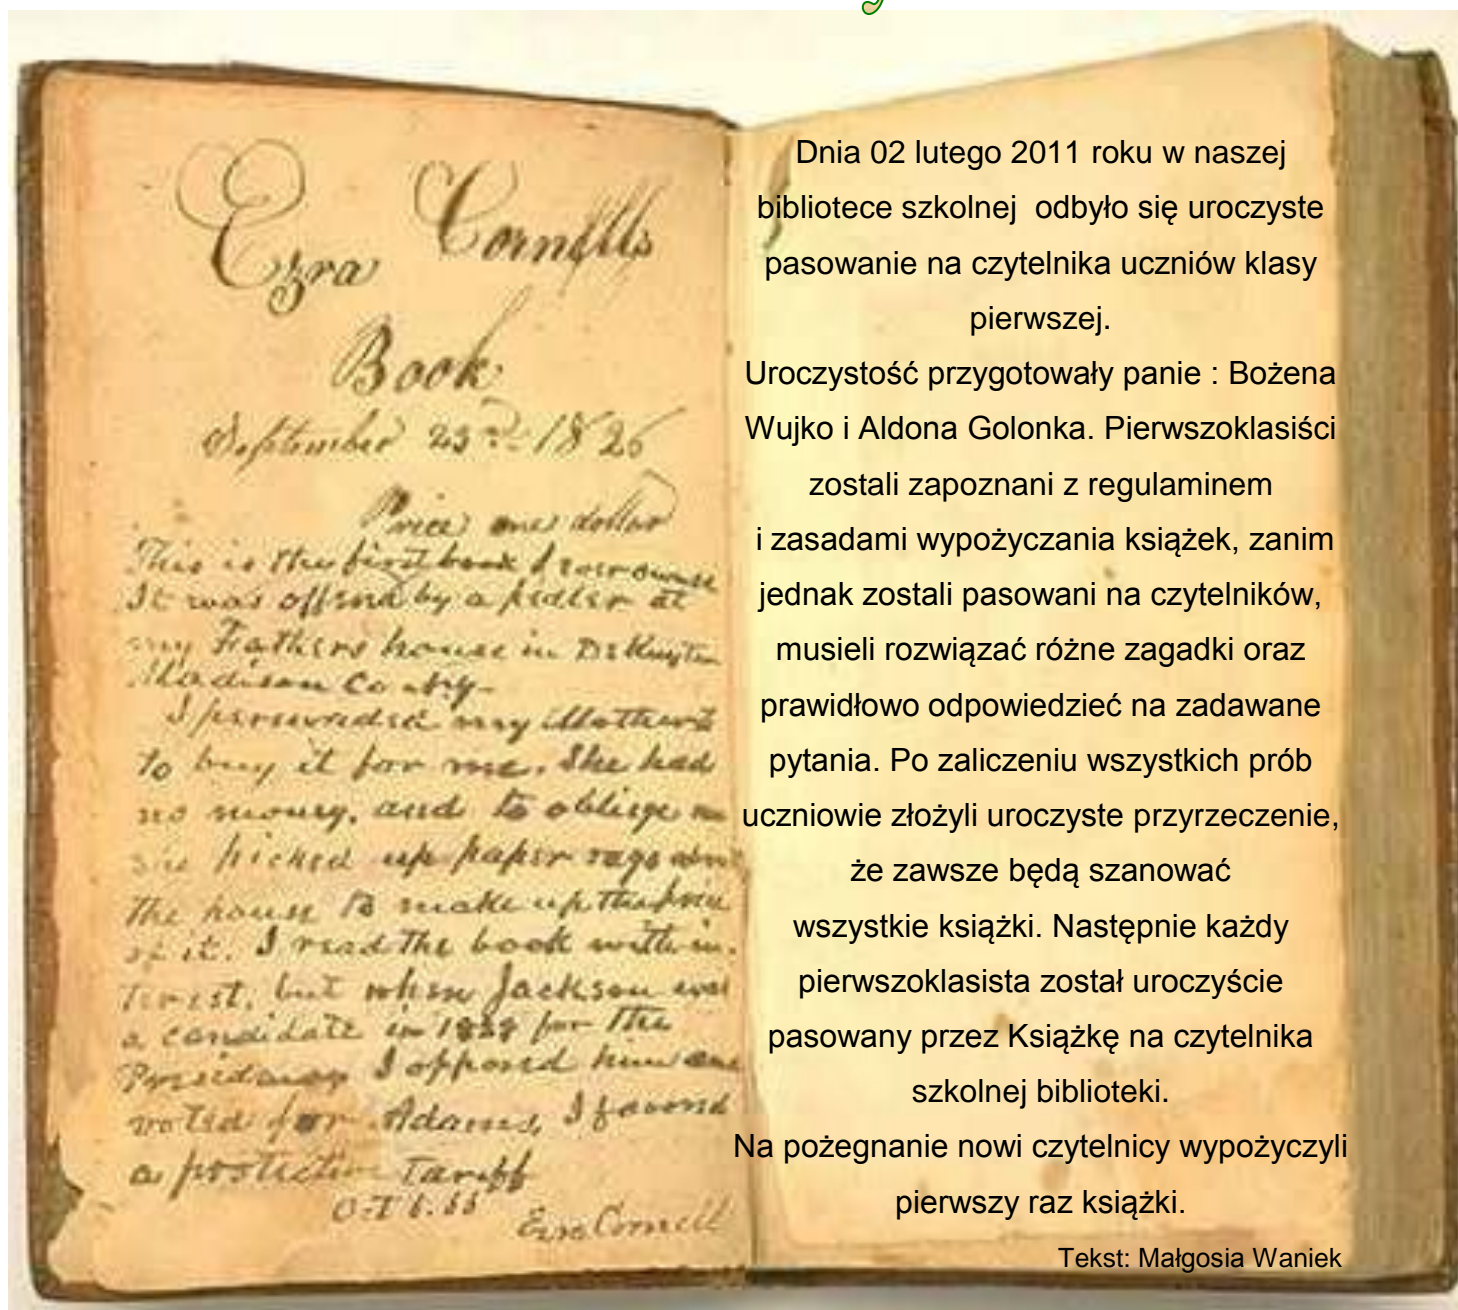 Ezra Cornells
Book
September 23rd 1826
Price one dollar
This is the first book I ever owned
It was offerd by a pedler at
my Fathers house in DeRuyter
Madison Co NY-
I persuaded my Mother
to buy it for me. She had
no money, and to obliege me
she picked up paper rags about
the house to make up the price
of it. I read the book with in-
terest, but when Jackson was
a candidate in 1828 for the
Presidency I opposed him and
voted for Adams, I favord
a protective Tariff
Ezra Cornell
Dnia 02 lutego 2011 roku w naszej
bibliotece szkolnej odbyło się uroczyste
pasowanie na czytelnika uczniów klasy
pierwszej.
Uroczystość przygotowały panie : Bożena
Wujko i Aldona Golonka. Pierwszoklasiści
zostali zapoznani z regulaminem
i zasadami wypożyczania książek, zanim
jednak zostali pasowani na czytelników,
musieli rozwiązać różne zagadki oraz
prawidłowo odpowiedzieć na zadawane
pytania. Po zaliczeniu wszystkich prób
uczniowie złożyli uroczyste przyrzeczenie,
że zawsze będą szanować
wszystkie książki. Następnie każdy
pierwszoklasista został uroczyście
pasowany przez Książkę na czytelnika
szkolnej biblioteki.
Na pożegnanie nowi czytelnicy wypożyczyli
pierwszy raz książki.
Tekst: Małgosia Waniek